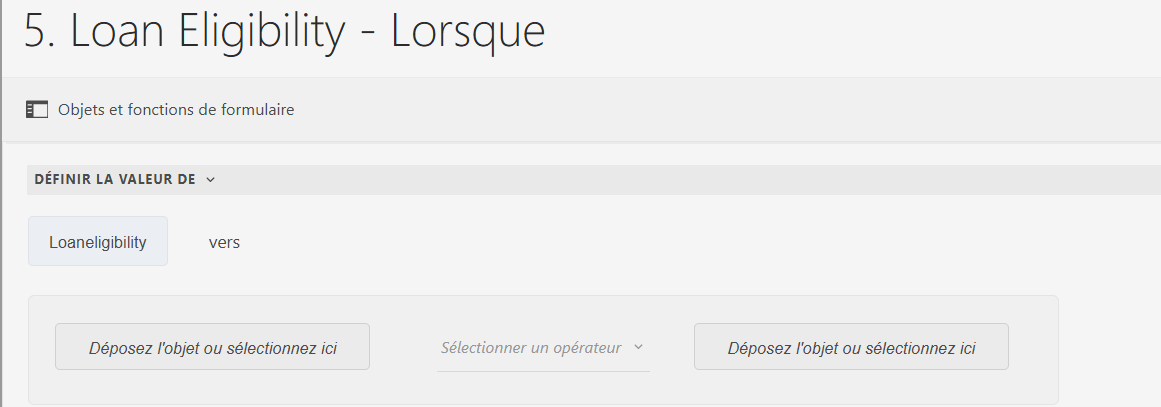 5. Loan Eligibility - Lorsque
Objets et fonctions de formulaire
DÉFINIR LA VALEUR DE
Loaneligibility vers
Déposez l'objet ou sélectionnez ici Sélectionner un opérateur Déposez l'objet ou sélectionnez ici